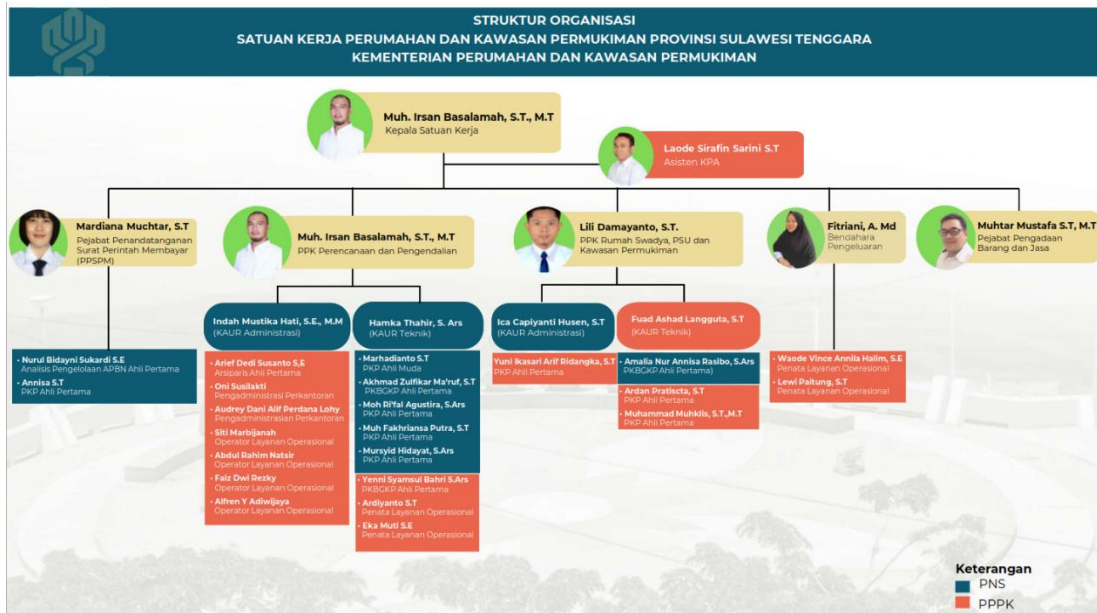 STRUKTUR ORGANISASI
SATUAN KERJA PERUMAHAN DAN KAWASAN PERMUKIMAN PROVINSI SULAWESI TENGGARA
KEMENTERIAN PERUMAHAN DAN KAWASAN PERMUKIMAN
Muh. Irsan Basalamah, S.T., M.T
Kepala Satuan Kerja
Laode Sirafin Sarini S.T
Asisten KPA
Mardiana Muchtar, S.T
Pejabat Penandatanganan
Surat Perintah Membayar
(PPSPM)
Muh. Irsan Basalamah, S.T., M.T
PPK Perencanaan dan Pengendalian
Lili Damayanto, S.T.
PPK Rumah Swadya, PSU dan
Kawasan Permukiman
Fitriani, A. Md
Bendahara
Pengeluaran
Muhtar Mustafa S.T, M.T
Pejabat Pengadaan
Barang dan Jasa
Indah Mustika Hati, S.E., M.M
(KAUR Administrasi)
Hamka Thahir, S. Ars
(KAUR Teknik)
Ica Capiyanti Husen, S.T
(KAUR Administrasi)
Fuad Ashad Langguta, S.T
(KAUR Teknik)
• Nurul Bidayni Sukardi S.E
Analisis Pengelolaan APBN Ahli Pertama
• Annisa S.T
PKP Ahli Pertama
• Arief Dedi Susanto S,E
Arsiparis Ahli Pertama
• Oni Susilakti
Pengadministrasi Perkantoran
• Audrey Dani Alif Perdana Lohy
Pengadministrasian Perkantoran
• Siti Marbijanah
Operator Layanan Operasional
• Abdul Rahim Natsir
Operator Layanan Operasional
• Faiz Dwi Rezky
Operator Layanan Operasional
• Alfren Y Adiwijaya
Operator Layanan Operasional
• Marhadianto S.T
PKP Ahli Muda
• Akhmad Zulfikar Ma'ruf, S.T
PKBGKP Ahli Pertama
• Moh Ri'fal Agustira, S.Ars
PKP Ahli Pertama
• Muh Fakhriansa Putra, S.T
PKP Ahli Pertama
• Mursyid Hidayat, S.Ars
PKP Ahli Pertama
• Yenni Syamsul Bahri S.Ars
PKBGKP Ahli Pertama
• Ardiyanto S.T
Penata Layanan Operasional
• Eka Muti S.E
Penata Layanan Operasional
Yuni Ikasari Arif Ridangka, S.T
PKP Ahli Pertama
• Amalia Nur Annisa Rasibo, S.Ars
(PKBGKP) Ahli Pertama)
• Ardan Pratiscta, S.T
PKP Ahli Pertama
• Muhammad Muhklis, S.T.,M.T
PKP Ahli Pertama
• Waode Vince Annila Halim, S.E
Penata Layanan Operasional
• Lewi Paitung, S.T
Penata Layanan Operasional
Keterangan
PNS
PPPK